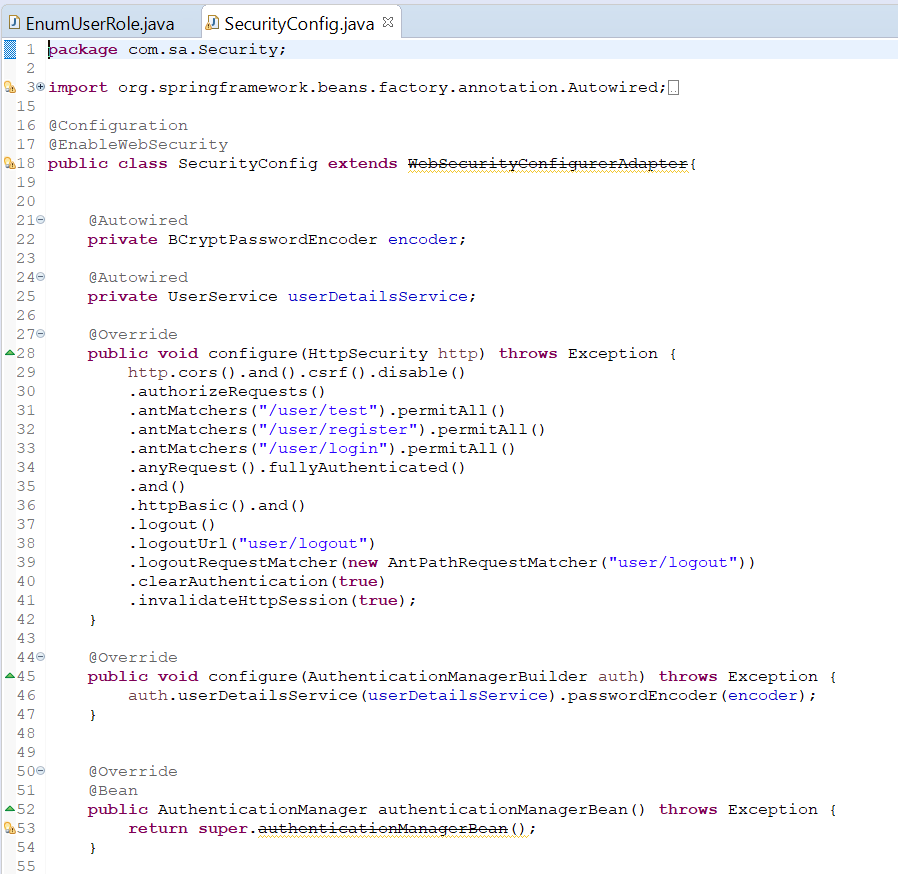 EnumUserRole.java SecurityConfig.java
1 package com.sa.Security;
2
3 import org.springframework.beans.factory.annotation.Autowired;
15
16 @Configuration
17 @EnableWebSecurity
18 public class SecurityConfig extends WebSecurityConfigurerAdapter{
19
20
21 @Autowired
22 private BCryptPasswordEncoder encoder;
23
24 @Autowired
25 private UserService userDetailsService;
26
27 @Override
28 public void configure(HttpSecurity http) throws Exception {
29 http.cors().and().csrf().disable()
30 .authorizeRequests()
31 .antMatchers("/user/test").permitAll()
32 .antMatchers("/user/register").permitAll()
33 .antMatchers("/user/login").permitAll()
34 .anyRequest().fullyAuthenticated()
35 .and()
36 .httpBasic().and()
37 .logout()
38 .logoutUrl("user/logout")
39 .logoutRequestMatcher(new AntPathRequestMatcher("user/logout"))
40 .clearAuthentication(true)
41 .invalidateHttpSession(true);
42 }
43
44 @Override
45 public void configure(AuthenticationManagerBuilder auth) throws Exception {
46 auth.userDetailsService(userDetailsService).passwordEncoder(encoder);
47 }
48
49
50 @Override
51 @Bean
52 public AuthenticationManager authenticationManagerBean() throws Exception {
53 return super.authenticationManagerBean();
54 }
55